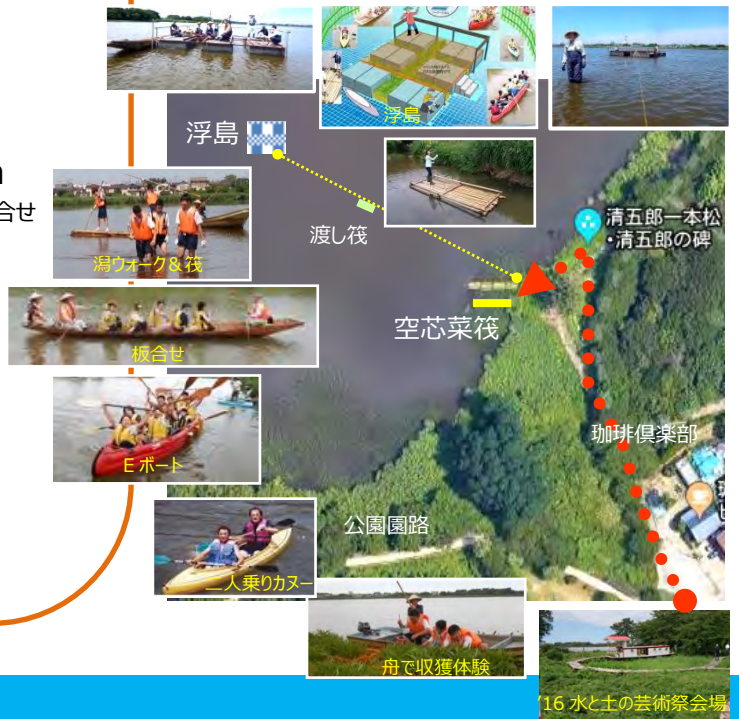 浮島
浮島
合せ
渡し筏
清五郎一本松
・清五郎の碑
潟ウォーク＆筏
空芯菜筏
板合せ
珈琲倶楽部
Eボート
公園園路
二人乗りカヌー
舟で収獲体験
'16 水と土の芸術祭会場